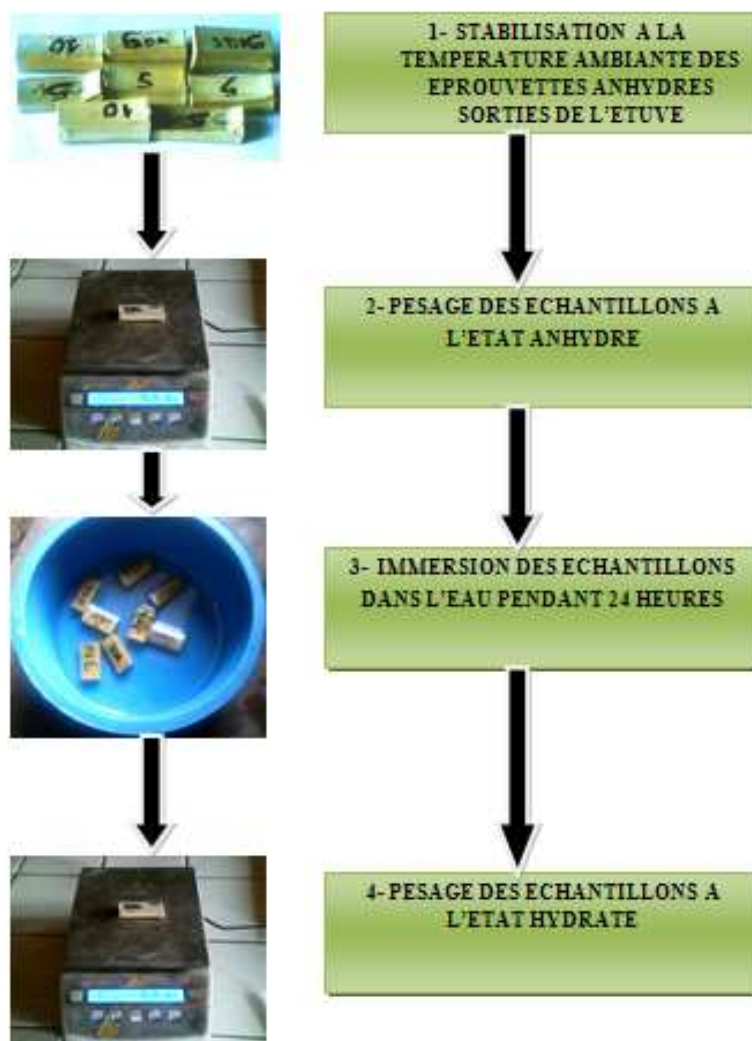 1- STABILISATION A LA
TEMPERATURE AMBIANTE DES
EPROUVETTES ANHYDRES
SORTIES DE L'ETUVE
2- PESAGE DES ECHANTILLONS A
L'ETAT ANHYDRE
3- IMMERSION DES ECHANTILLONS
DANS L'EAU PENDANT 24 HEURES
4- PESAGE DES ECHANTILLONS A
L'ETAT HYDRATE